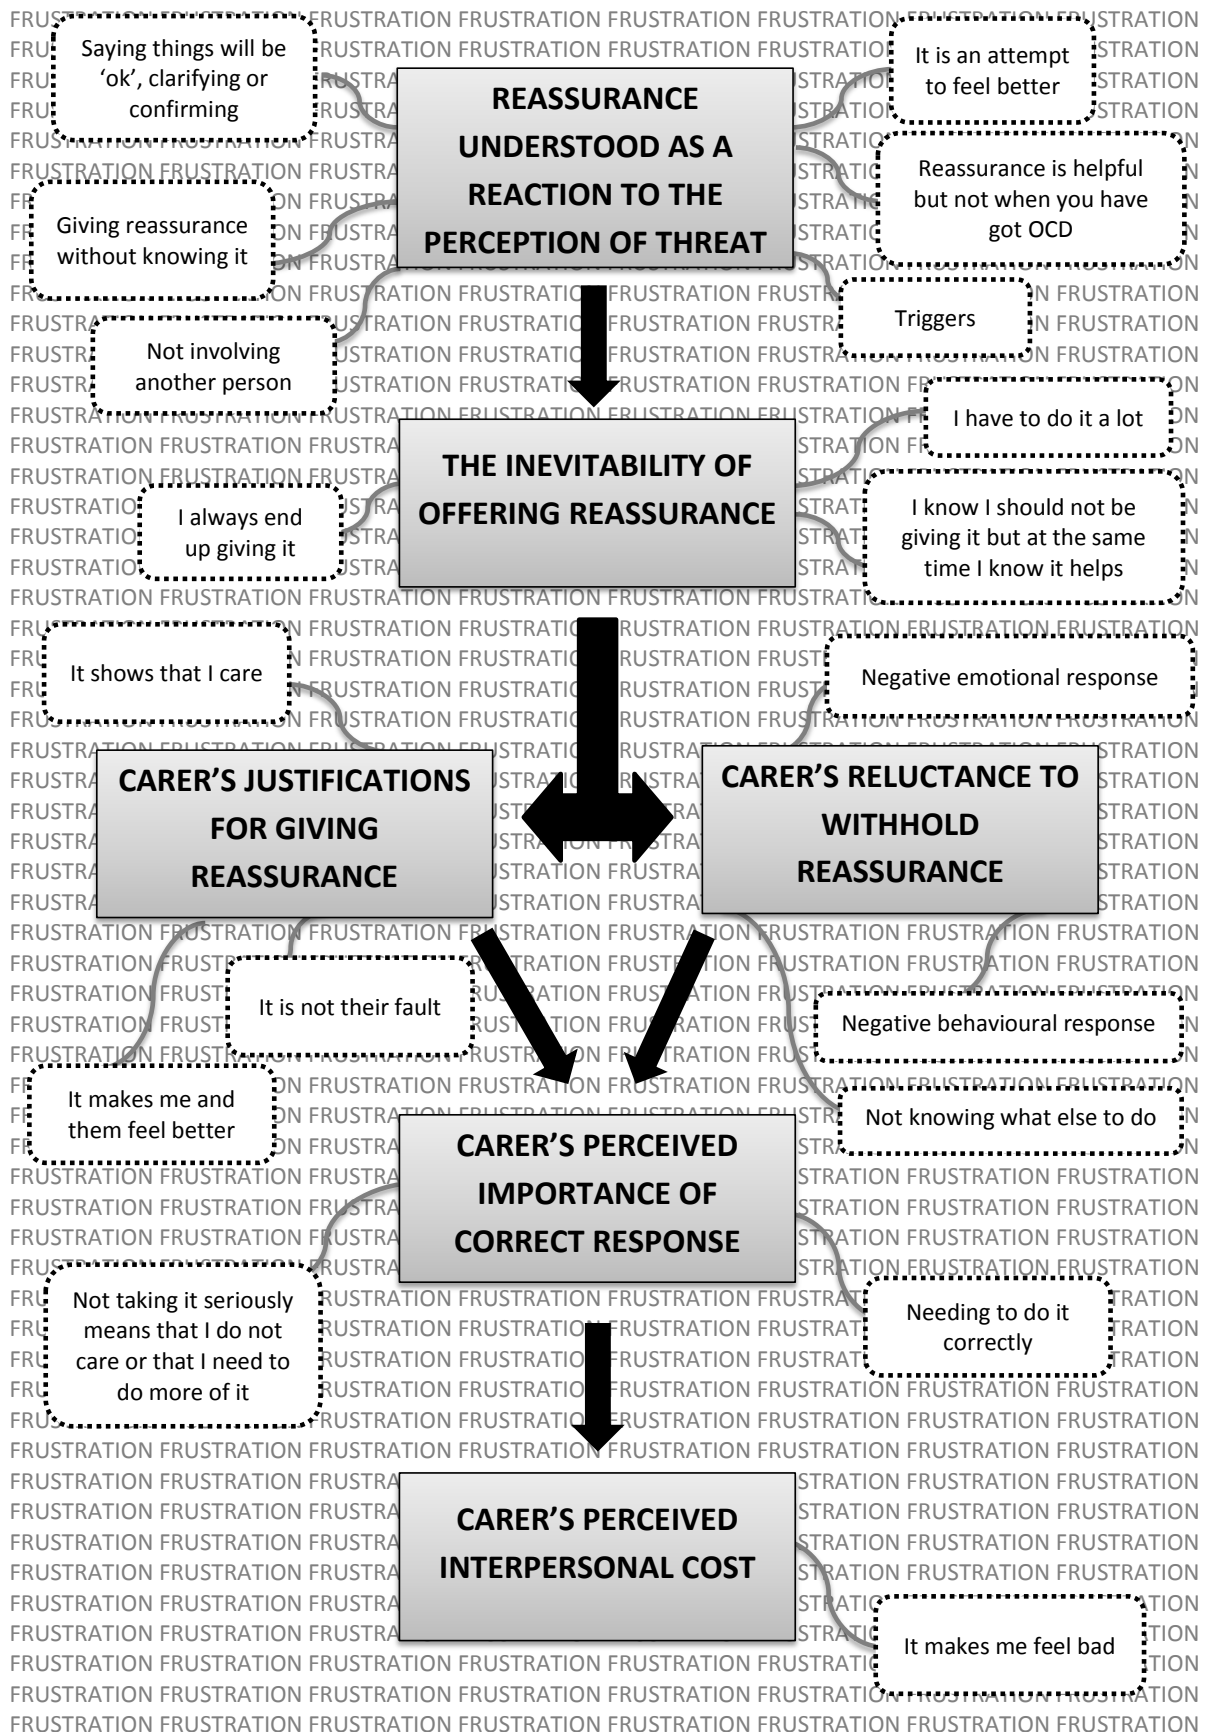 FRUSTRATION FRUSTRATION FRUSTRATION FRUSTRATION FRUSTRATION FRUSTRATION FRUSTRATION FRUSTRATION
Saying things will be
‘ok’, clarifying or
confirming
REASSURANCE
UNDERSTOOD AS A
REACTION TO THE
PERCEPTION OF THREAT
It is an attempt
to feel better
Reassurance is helpful
but not when you have
got OCD
Giving reassurance
without knowing it
Triggers
Not involving
another person
I have to do it a lot
THE INEVITABILITY OF
OFFERING REASSURANCE
I always end
up giving it
I know I should not be
giving it but at the same
time I know it helps
It shows that I care
Negative emotional response
CARER’S JUSTIFICATIONS
FOR GIVING
REASSURANCE
CARER’S RELUCTANCE TO
WITHHOLD
REASSURANCE
It is not their fault
Negative behavioural response
It makes me and
them feel better
Not knowing what else to do
CARER’S PERCEIVED
IMPORTANCE OF
CORRECT RESPONSE
Not taking it seriously
means that I do not
care or that I need to
do more of it
Needing to do it
correctly
CARER’S PERCEIVED
INTERPERSONAL COST
It makes me feel bad